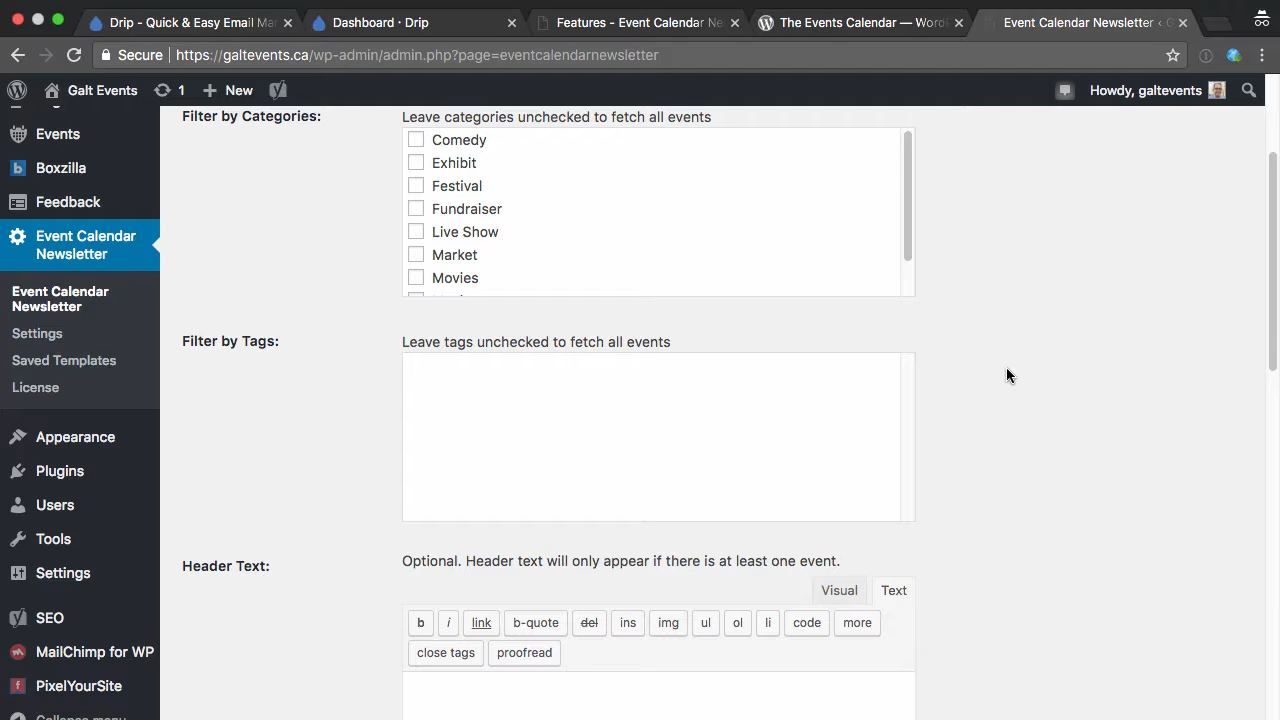 Drip - Quick & Easy Email Mar
Dashboard · Drip
Features - Event Calendar Ne
The Events Calendar — Word
Event Calendar Newsletter ‹ G
Secure
https://galtevents.ca/wp-admin/admin.php?page=eventcalendarnewsletter
Galt Events
1
New
Howdy, galtevents
Events
Boxzilla
Feedback
Event Calendar
Newsletter
Event Calendar
Newsletter
Settings
Saved Templates
License
Appearance
Plugins
Users
Tools
Settings
SEO
MailChimp for WP
PixelYourSite
Collapse menu
Filter by Categories:
Leave categories unchecked to fetch all events
Comedy
Exhibit
Festival
Fundraiser
Live Show
Market
Movies
Filter by Tags:
Leave tags unchecked to fetch all events
Header Text:
Optional. Header text will only appear if there is at least one event.
Visual
Text
b
i
link
b-quote
del
ins
img
ul
ol
li
code
more
close tags
proofread